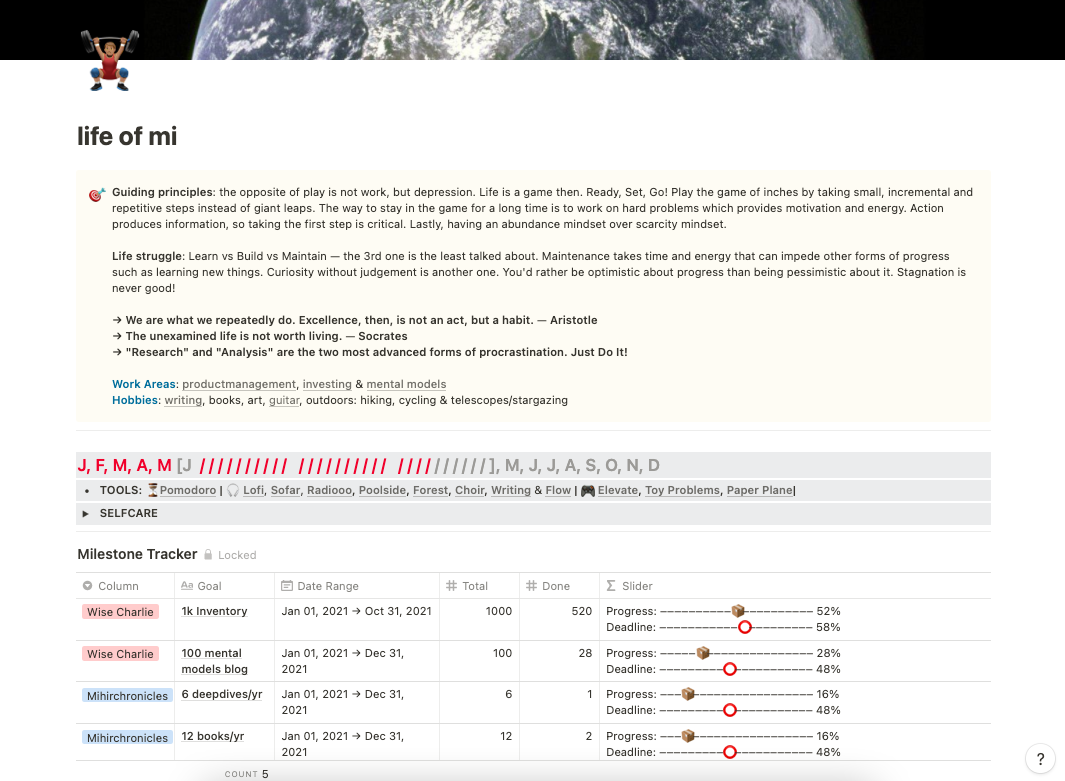 life of mi
Guiding principles: the opposite of play is not work, but depression. Life is a game then. Ready, Set, Go! Play the game of inches by taking small, incremental and
repetitive steps instead of giant leaps. The way to stay in the game for a long time is to work on hard problems which provides motivation and energy. Action
produces information, so taking the first step is critical. Lastly, having an abundance mindset over scarcity mindset.
Life struggle: Learn vs Build vs Maintain — the 3rd one is the least talked about. Maintenance takes time and energy that can impede other forms of progress
such as learning new things. Curiosity without judgement is another one. You'd rather be optimistic about progress than being pessimistic about it. Stagnation is
never good!
→ We are what we repeatedly do. Excellence, then, is not an act, but a habit. — Aristotle
→ The unexamined life is not worth living. — Socrates
→ "Research" and "Analysis" are the two most advanced forms of procrastination. Just Do It!
Work Areas: productmanagement, investing & mental models
Hobbies: writing, books, art, guitar, outdoors: hiking, cycling & telescopes/stargazing
J, F, M, A, M [J ////////// ////////// //////////], M, J, J, A, S, O, N, D
• TOOLS: ⏳Pomodoro | 🎧 Lofi, Sofar, Radiooo, Poolside, Forest, Choir, Writing & Flow | 🎮 Elevate, Toy Problems, Paper Plane|
▶ SELFCARE
Milestone Tracker 🔒 Locked
Column Aa Goal Date Range # Total # Done Σ Slider
Wise Charlie 1k Inventory Jan 01, 2021 → Oct 31, 2021 1000 520 Progress: ––––––––––📦–––––––––– 52%
Deadline: –––––––––––⭕––––––––– 58%
Wise Charlie 100 mental Jan 01, 2021 → Dec 31, 100 28 Progress: –––––📦––––––––––––––– 28%
models blog 2021 Deadline: –––––––––⭕––––––––––– 48%
Mihirchronicles 6 deepdives/yr Jan 01, 2021 → Dec 31, 6 1 Progress: –––📦––––––––––––––––– 16%
2021 Deadline: –––––––––⭕––––––––––– 48%
Mihirchronicles 12 books/yr Jan 01, 2021 → Dec 31, 12 2 Progress: –––📦––––––––––––––––– 16%
2021 Deadline: –––––––––⭕––––––––––– 48%
COUNT 5
?